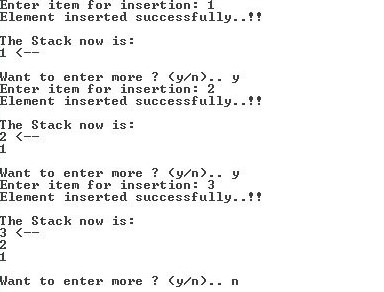 Enter item for insertion: 1
Element inserted successfully..!!
The Stack now is:
1 <--
Want to enter more ? (y/n).. y
Enter item for insertion: 2
Element inserted successfully..!!
The Stack now is:
2 <--
1
Want to enter more ? (y/n).. y
Enter item for insertion: 3
Element inserted successfully..!!
The Stack now is:
3 <--
2
1
Want to enter more ? (y/n).. n